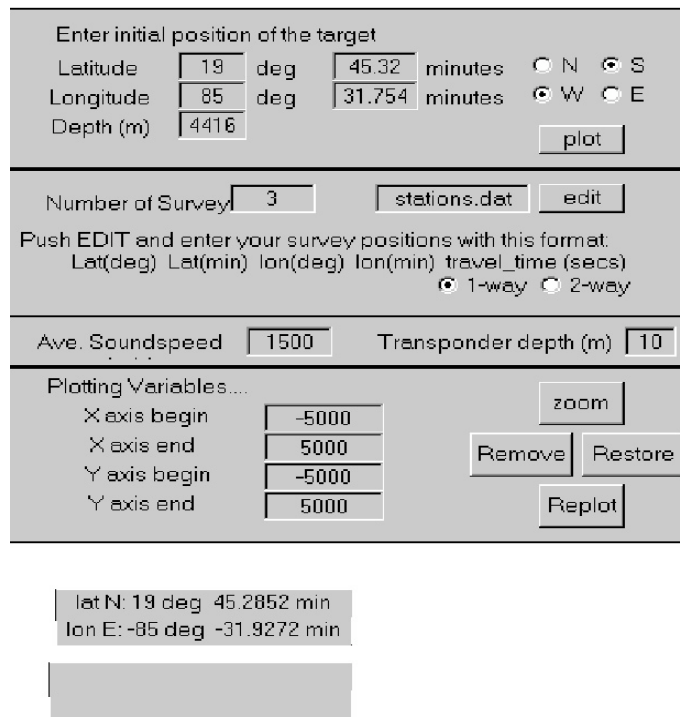 Enter initial position of the target
Latitude 19 deg 45.32 minutes N S
Longitude 85 deg 31.754 minutes W E
Depth (m) 4416
plot
Number of Survey 3 stations.dat edit
Push EDIT and enter your survey positions with this format:
Lat(deg) Lat(min) lon(deg) lon(min) travel_time (secs)
1-way 2-way
Ave. Soundspeed 1500 Transponder depth (m) 10
Plotting Variables....
X axis begin -5000
X axis end 5000
Y axis begin -5000
Y axis end 5000
zoom
Remove Restore
Replot
lat N: 19 deg 45.2852 min
lon E: -85 deg -31.9272 min